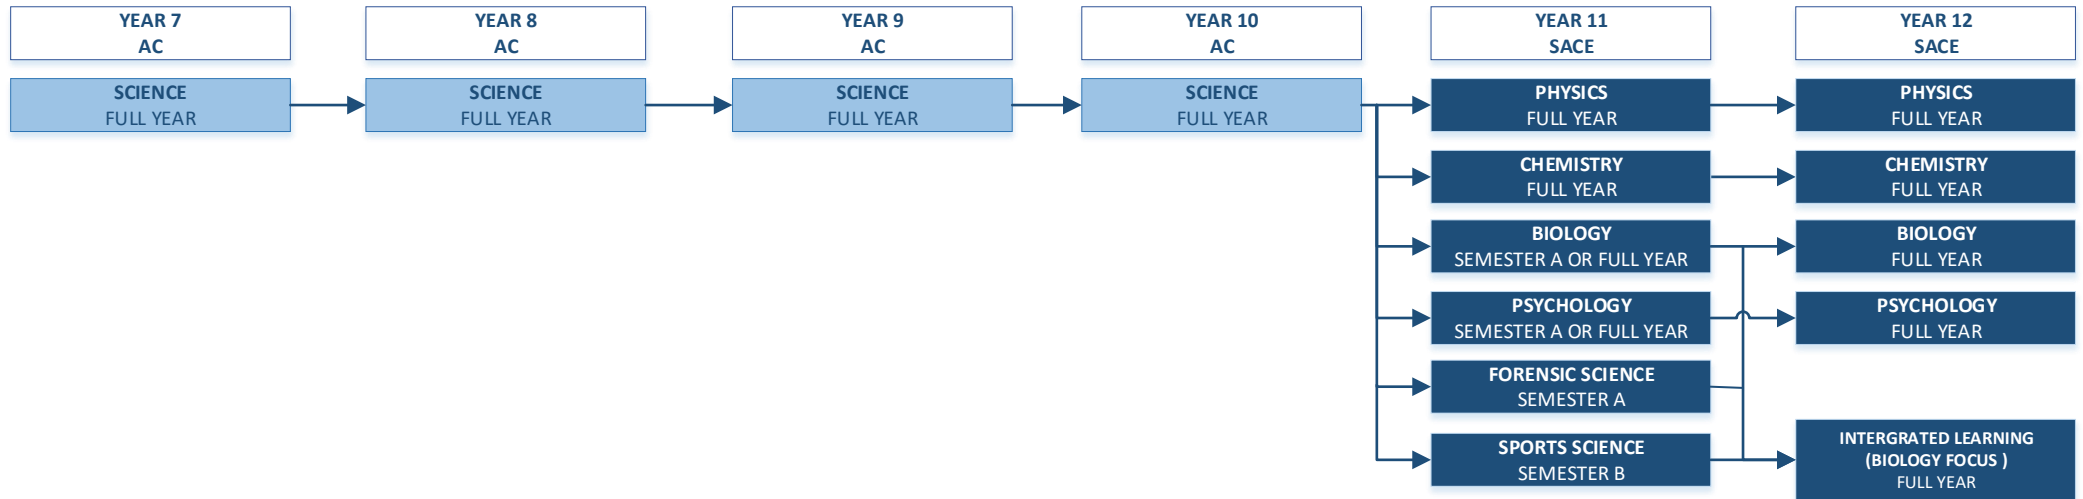 YEAR 7
AC
YEAR 8
AC
YEAR 9
AC
YEAR 10
AC
YEAR 11
SACE
YEAR 12
SACE
SCIENCE
FULL YEAR
SCIENCE
FULL YEAR
SCIENCE
FULL YEAR
SCIENCE
FULL YEAR
PHYSICS
FULL YEAR
PHYSICS
FULL YEAR
CHEMISTRY
FULL YEAR
CHEMISTRY
FULL YEAR
BIOLOGY
SEMESTER A OR FULL YEAR
BIOLOGY
FULL YEAR
PSYCHOLOGY
SEMESTER A OR FULL YEAR
PSYCHOLOGY
FULL YEAR
FORENSIC SCIENCE
SEMESTER A
SPORTS SCIENCE
SEMESTER B
INTERGRATED LEARNING
(BIOLOGY FOCUS )
FULL YEAR